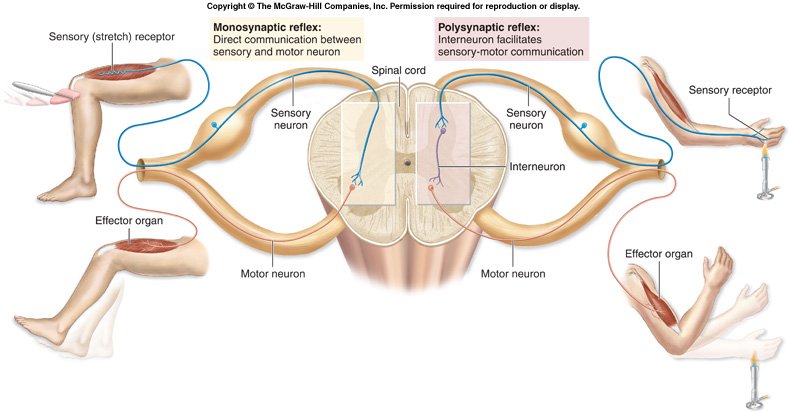 Copyright © The McGraw-Hill Companies, Inc. Permission required for reproduction or display.
Monosynaptic reflex:
Direct communication between
sensory and motor neuron
Polysynaptic reflex:
Interneuron facilitates
sensory-motor communication
Sensory (stretch) receptor
Spinal cord
Sensory receptor
Sensory
neuron
Sensory
neuron
Interneuron
Effector organ
Motor neuron
Motor neuron
Effector organ